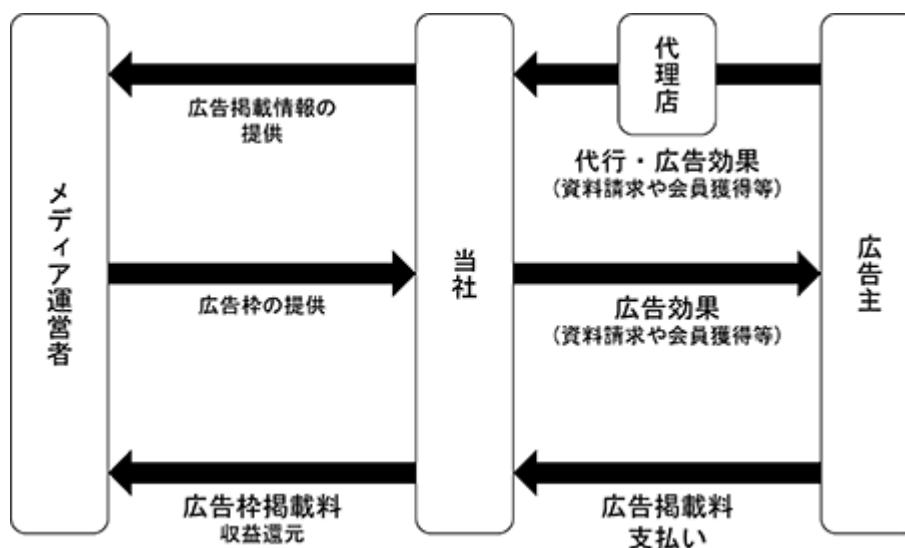 代理店
広告掲載情報の
提供
代行・広告効果
（資料請求や会員獲得等）
メディア運営者
当社
広告主
広告枠の提供
広告効果
（資料請求や会員獲得等）
広告枠掲載料
収益還元
広告掲載料
支払い